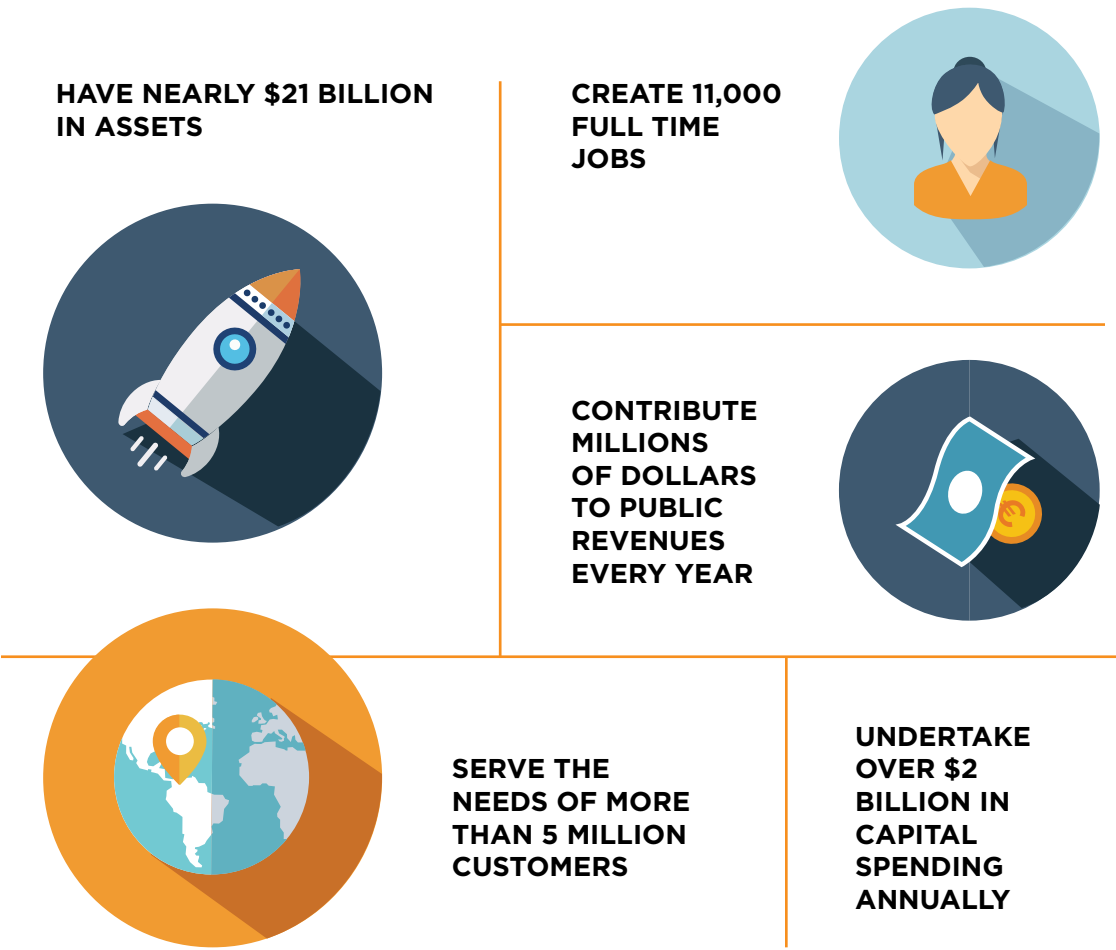 HAVE NEARLY $21 BILLION
IN ASSETS
CREATE 11,000
FULL TIME
JOBS
CONTRIBUTE
MILLIONS
OF DOLLARS
TO PUBLIC
REVENUES
EVERY YEAR
SERVE THE
NEEDS OF MORE
THAN 5 MILLION
CUSTOMERS
UNDERTAKE
OVER $2
BILLION IN
CAPITAL
SPENDING
ANNUALLY